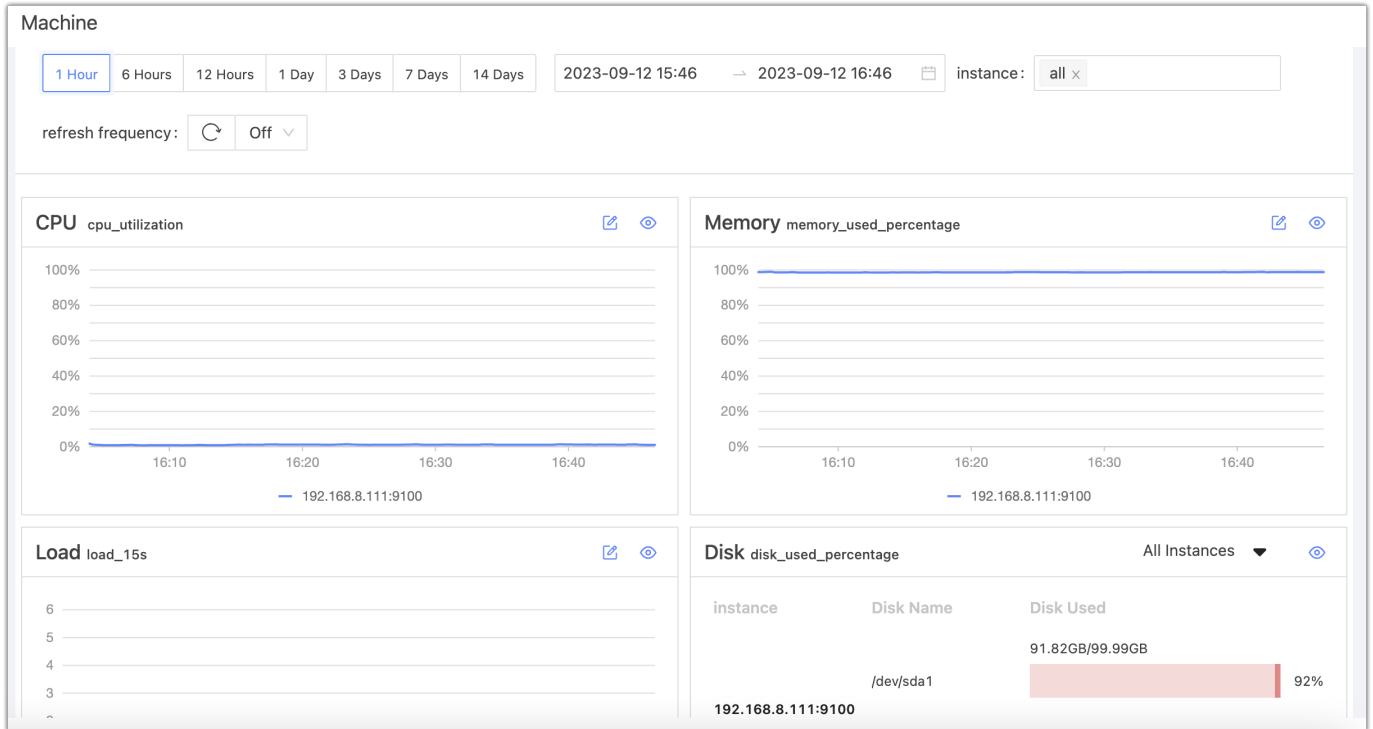 Machine
1 Hour 6 Hours 12 Hours 1 Day 3 Days 7 Days 14 Days 2023-09-12 15:46 → 2023-09-12 16:46 instance: all x
refresh frequency: Off
CPU cpu_utilization
100%
80%
60%
40%
20%
0%
16:10 16:20 16:30 16:40
192.168.8.111:9100
Memory memory_used_percentage
100%
80%
60%
40%
20%
0%
16:10 16:20 16:30 16:40
192.168.8.111:9100
Load load_15s
6
5
4
3
Disk disk_used_percentage All Instances
instance Disk Name Disk Used
91.82GB/99.99GB
/dev/sda1 92%
192.168.8.111:9100